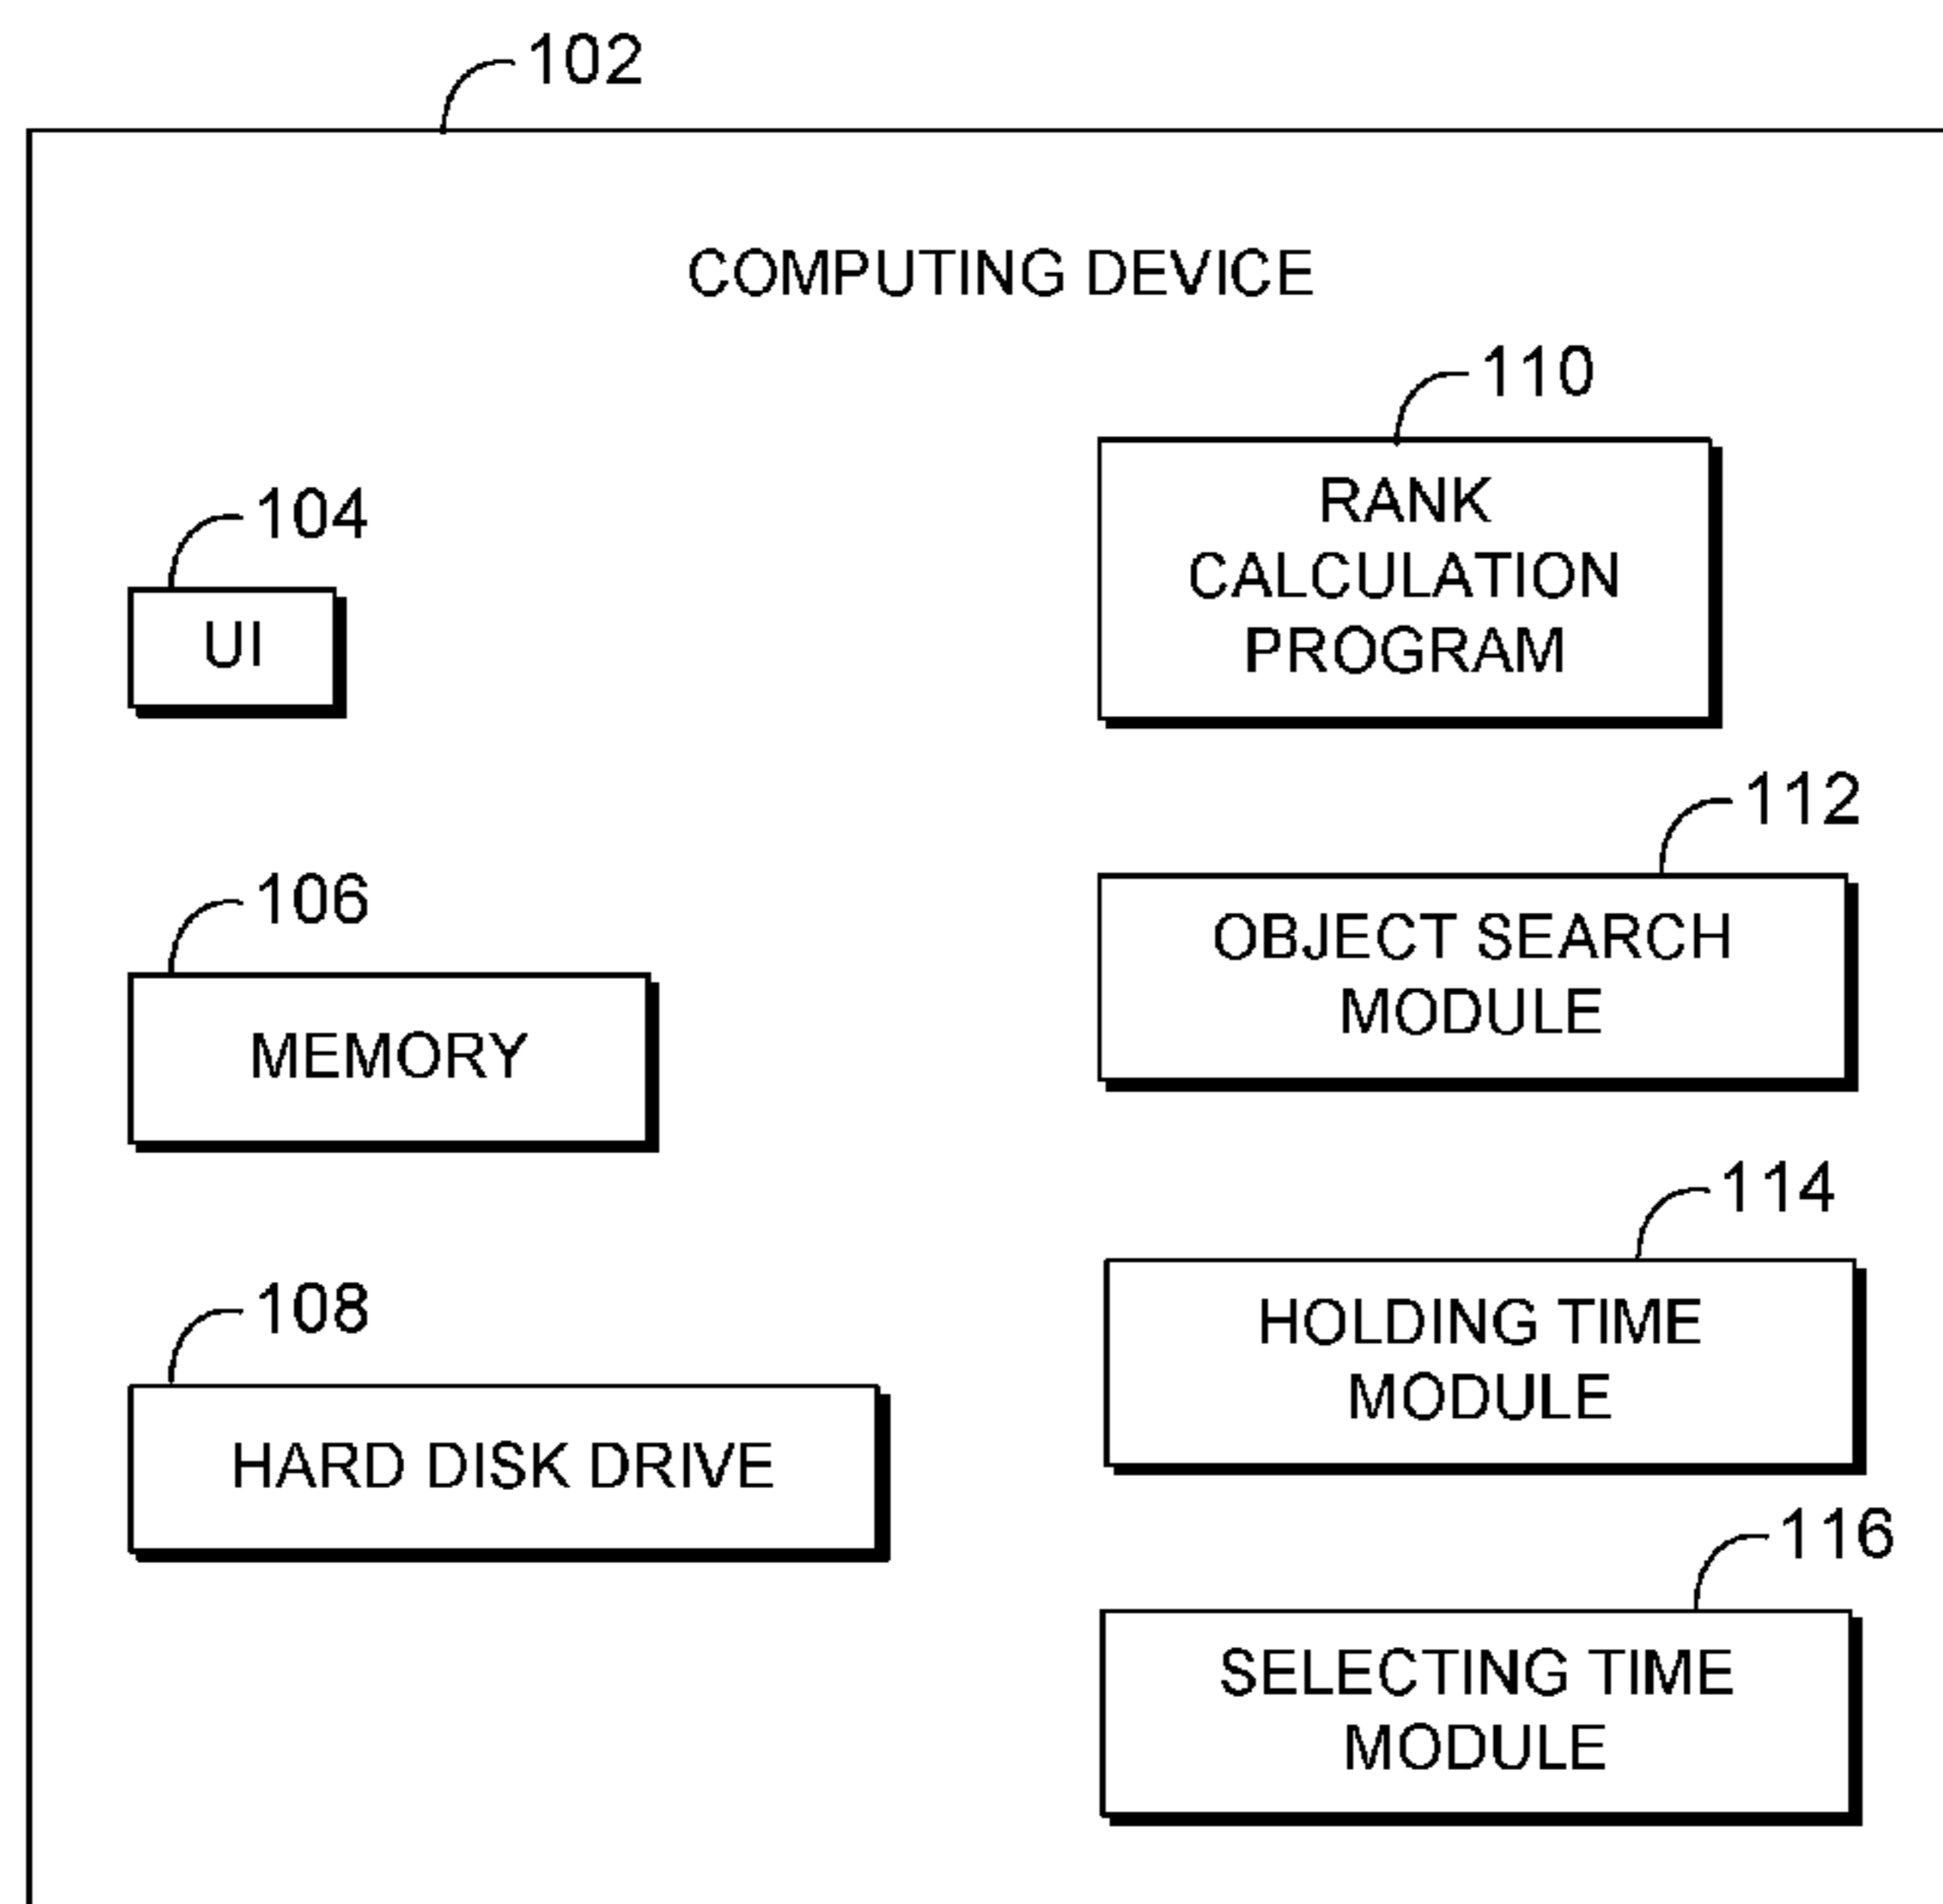 102
COMPUTING DEVICE
104
UI
106
MEMORY
108
HARD DISK DRIVE
110
RANK
CALCULATION
PROGRAM
112
OBJECT SEARCH
MODULE
114
HOLDING TIME
MODULE
116
SELECTING TIME
MODULE